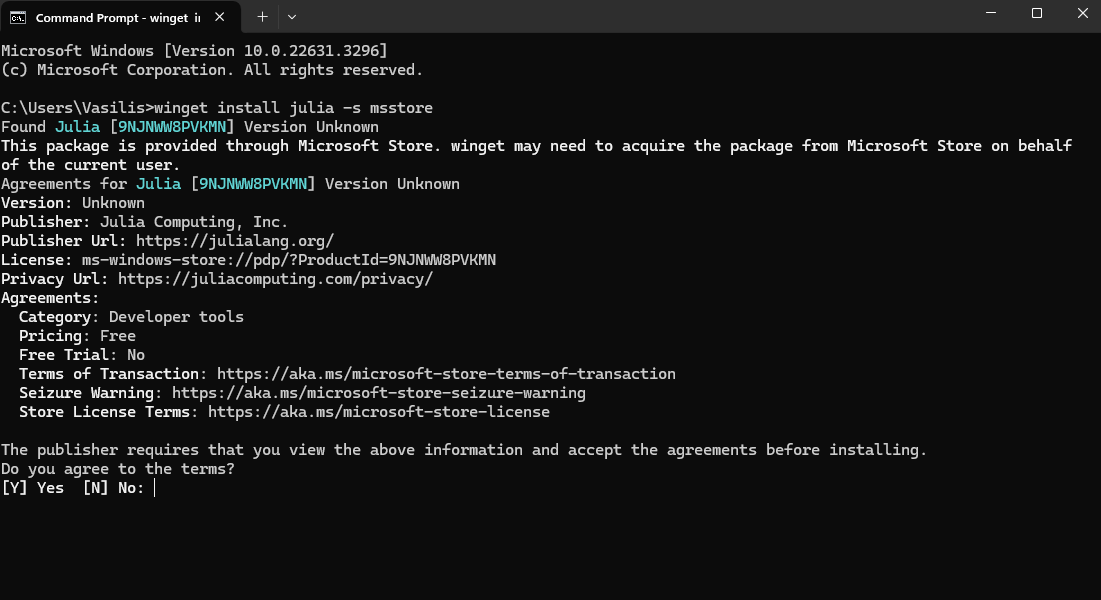 Command Prompt - winget in
Microsoft Windows [Version 10.0.22631.3296]
(c) Microsoft Corporation. All rights reserved.
C:\Users\Vasilis>winget install julia -s msstore
Found Julia [9NJNWW8PVKMN] Version Unknown
This package is provided through Microsoft Store. winget may need to acquire the package from Microsoft Store on behalf
of the current user.
Agreements for Julia [9NJNWW8PVKMN] Version Unknown
Version: Unknown
Publisher: Julia Computing, Inc.
Publisher Url: https://julialang.org/
License: ms-windows-store://pdp/?ProductId=9NJNWW8PVKMN
Privacy Url: https://juliacomputing.com/privacy/
Agreements:
  Category: Developer tools
  Pricing: Free
  Free Trial: No
  Terms of Transaction: https://aka.ms/microsoft-store-terms-of-transaction
  Seizure Warning: https://aka.ms/microsoft-store-seizure-warning
  Store License Terms: https://aka.ms/microsoft-store-license
The publisher requires that you view the above information and accept the agreements before installing.
Do you agree to the terms?
[Y] Yes  [N] No: